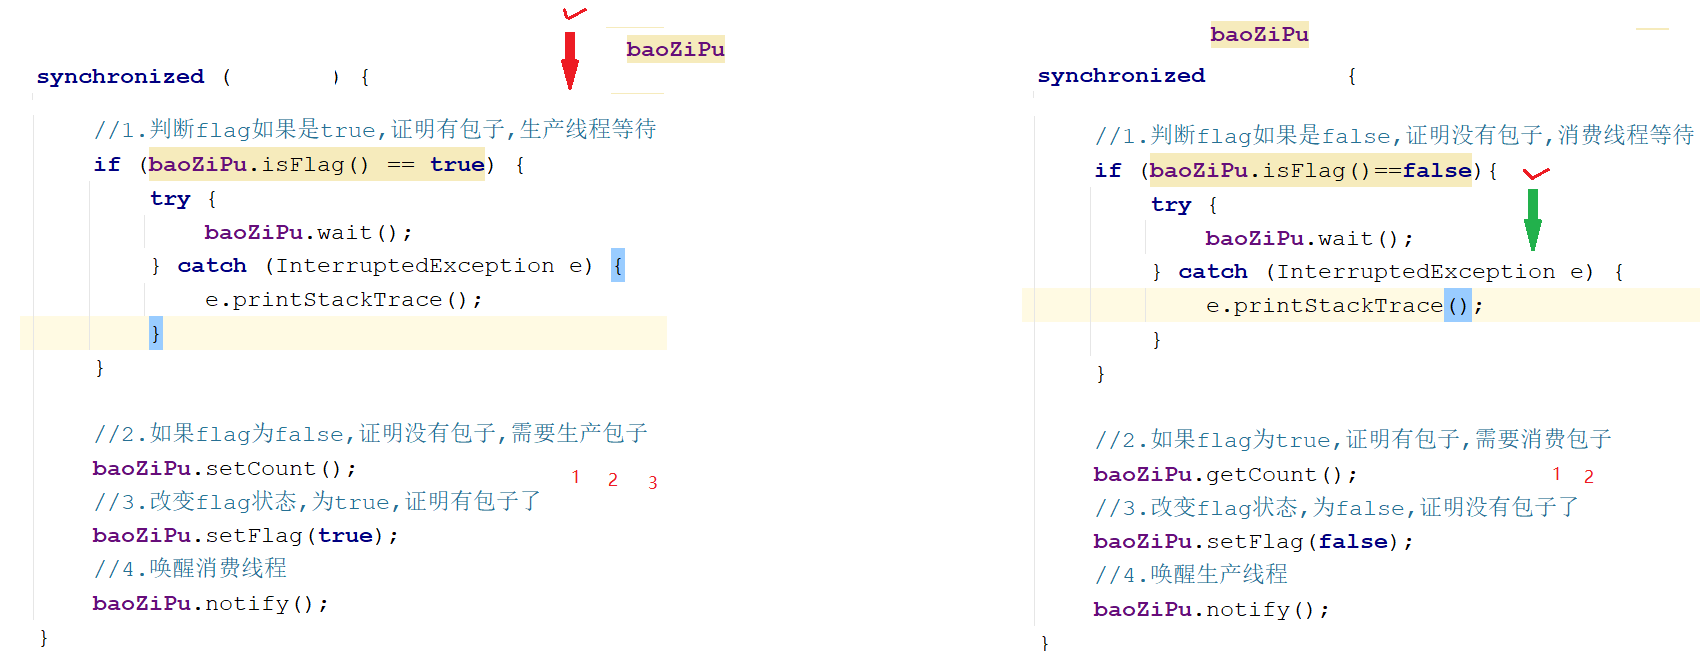 baoZiPu
synchronized (          ) {
//1.判断flag如果是true,证明有包子,生产线程等待
if (baoZiPu.isFlag() == true) {
try {
baoZiPu.wait();
} catch (InterruptedException e) {
e.printStackTrace();
}
}
//2.如果flag为false,证明没有包子,需要生产包子
baoZiPu.setCount();
1 2 3
//3.改变flag状态,为true,证明有包子了
baoZiPu.setFlag(true);
//4.唤醒消费线程
baoZiPu.notify();
}
baoZiPu
synchronized          {
//1.判断flag如果是false,证明没有包子,消费线程等待
if (baoZiPu.isFlag()==false){
try {
baoZiPu.wait();
} catch (InterruptedException e) {
e.printStackTrace();
}
}
//2.如果flag为true,证明有包子,需要消费包子
baoZiPu.getCount();
1 2
//3.改变flag状态,为false,证明没有包子了
baoZiPu.setFlag(false);
//4.唤醒生产线程
baoZiPu.notify();
}